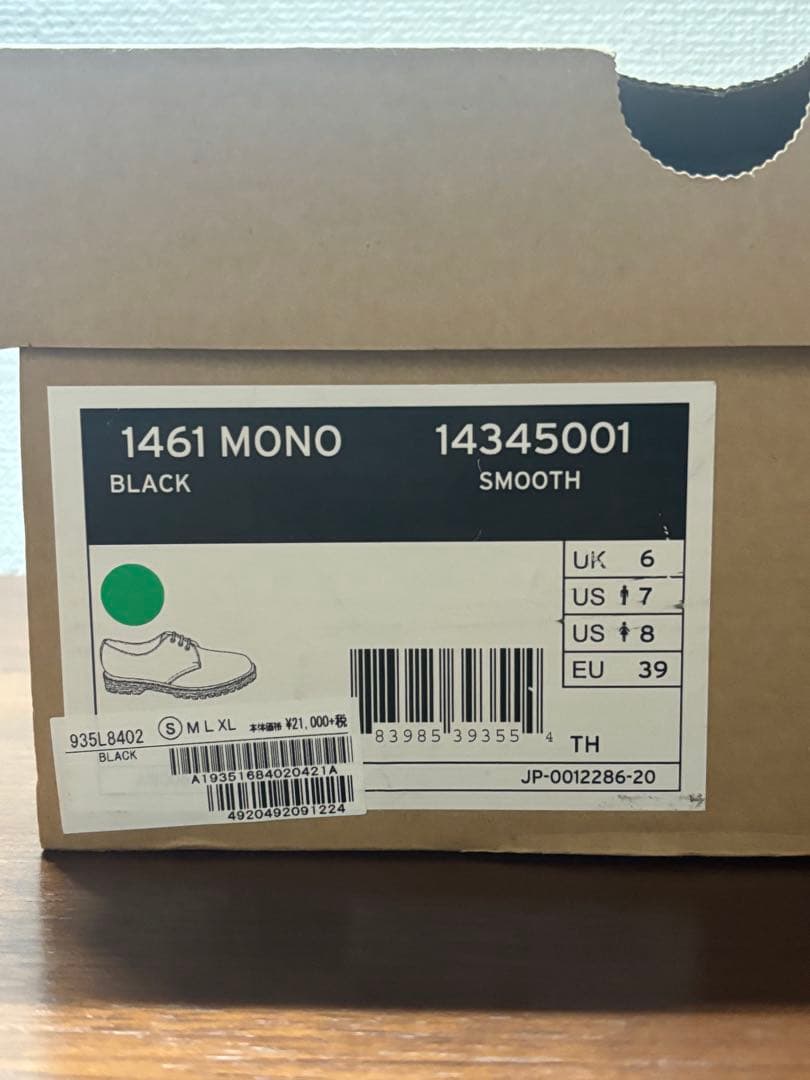 1461 MONO 14345001
BLACK SMOOTH
UK 6
US 7
US 8
EU 39
83985 39355 4
TH
JP-0012286-20
935L8402 S M L XL 本体価格 ¥21,000+税
BLACK
A19351684020421A
4920492091224